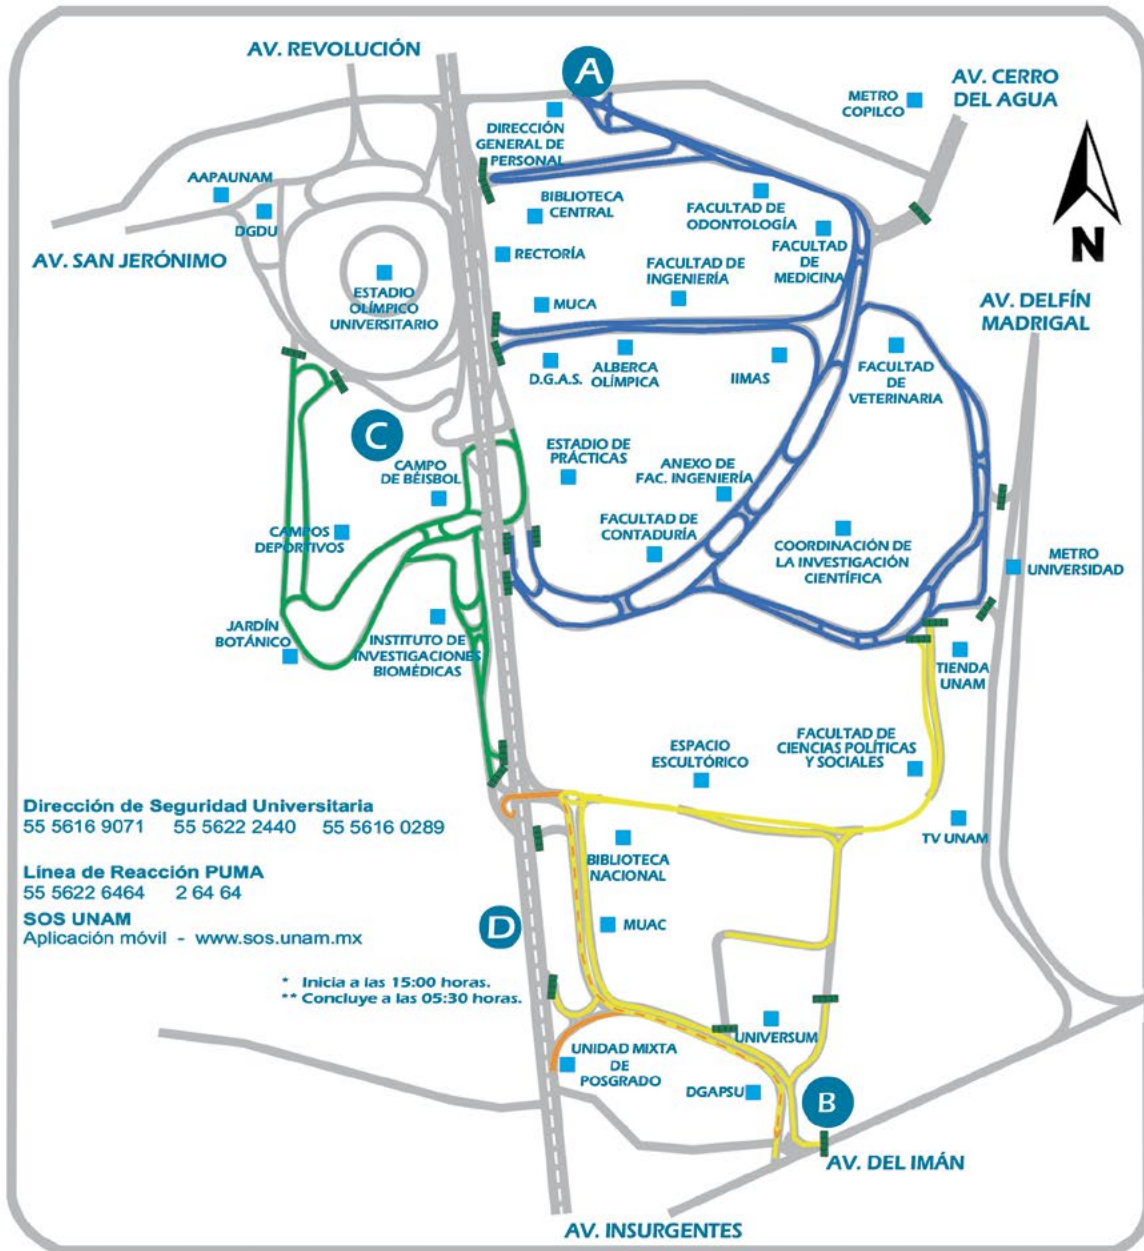 AV. REVOLUCIÓN
A
AV. CERRO
DEL AGUA
METRO
COPILCO
DIRECCIÓN
GENERAL DE
PERSONAL
AAPAUNAM
DGDU
BIBLIOTECA
CENTRAL
FACULTAD DE
ODONTOLOGÍA
N
AV. SAN JERÓNIMO
RECTORÍA
FACULTAD
DE
MEDICINA
FACULTAD DE
INGENIERÍA
ESTADIO
OLÍMPICO
UNIVERSITARIO
MUCA
AV. DELFÍN
MADRIGAL
D.G.A.S.
ALBERCA
OLÍMPICA
IIMAS
FACULTAD
DE
VETERINARIA
C
CAMPO
DE BÉISBOL
ESTADIO DE
PRÁCTICAS
ANEXO DE
FAC. INGENIERÍA
CAMPOS
DEPORTIVOS
FACULTAD DE
CONTADURÍA
COORDINACIÓN DE
LA INVESTIGACIÓN
CIENTÍFICA
METRO
UNIVERSIDAD
JARDÍN
BOTÁNICO
INSTITUTO DE
INVESTIGACIONES
BIOMÉDICAS
TIENDA
UNAM
ESPACIO
ESCULTÓRICO
FACULTAD DE
CIENCIAS POLÍTICAS
Y SOCIALES
Dirección de Seguridad Universitaria
55 5616 9071 55 5622 2440 55 5616 0289
TV UNAM
BIBLIOTECA
NACIONAL
Línea de Reacción PUMA
55 5622 6464 2 64 64
SOS UNAM
Aplicación móvil - www.sos.unam.mx
D
MUAC
* Inicia a las 15:00 horas.
** Concluye a las 05:30 horas.
UNIVERSUM
UNIDAD MIXTA
DE
POSGRADO
DGAPSU
B
AV. DEL IMÁN
AV. INSURGENTES